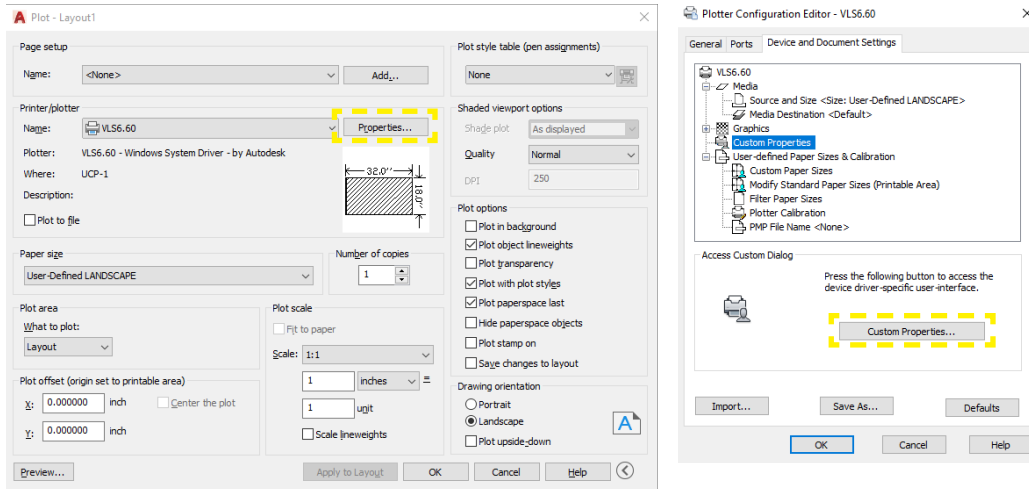 Plot - Layout1
Page setup
Name: <None> Add...
Printer/plotter
Name: VLS6.60 Properties...
Plotter: VLS6.60 - Windows System Driver - by Autodesk
Where: UCP-1
Description:
Plot to file
32.0''
18.0''
Paper size
User-Defined LANDSCAPE
Number of copies
1
Plot area
What to plot:
Layout
Plot scale
Fit to paper
Scale: 1:1
1 inches =
1 unit
Scale lineweights
Plot offset (origin set to printable area)
X: 0.000000 inch Center the plot
Y: 0.000000 inch
Plot style table (pen assignments)
None
Shaded viewport options
Shade plot As displayed
Quality Normal
DPI 250
Plot options
Plot in background
Plot object lineweights
Plot transparency
Plot with plot styles
Plot paperspace last
Hide paperspace objects
Plot stamp on
Save changes to layout
Drawing orientation
Portrait
Landscape
Plot upside-down
A
Preview... Apply to Layout OK Cancel Help
Plotter Configuration Editor - VLS6.60
General Ports Device and Document Settings
VLS6.60
Media
Source and Size <Size: User-Defined LANDSCAPE>
Media Destination <Default>
Graphics
Custom Properties
User-defined Paper Sizes & Calibration
Custom Paper Sizes
Modify Standard Paper Sizes (Printable Area)
Filter Paper Sizes
Plotter Calibration
PMP File Name <None>
Access Custom Dialog
Press the following button to access the
device driver-specific user-interface.
Custom Properties...
Import... Save As... Defaults
OK Cancel Help